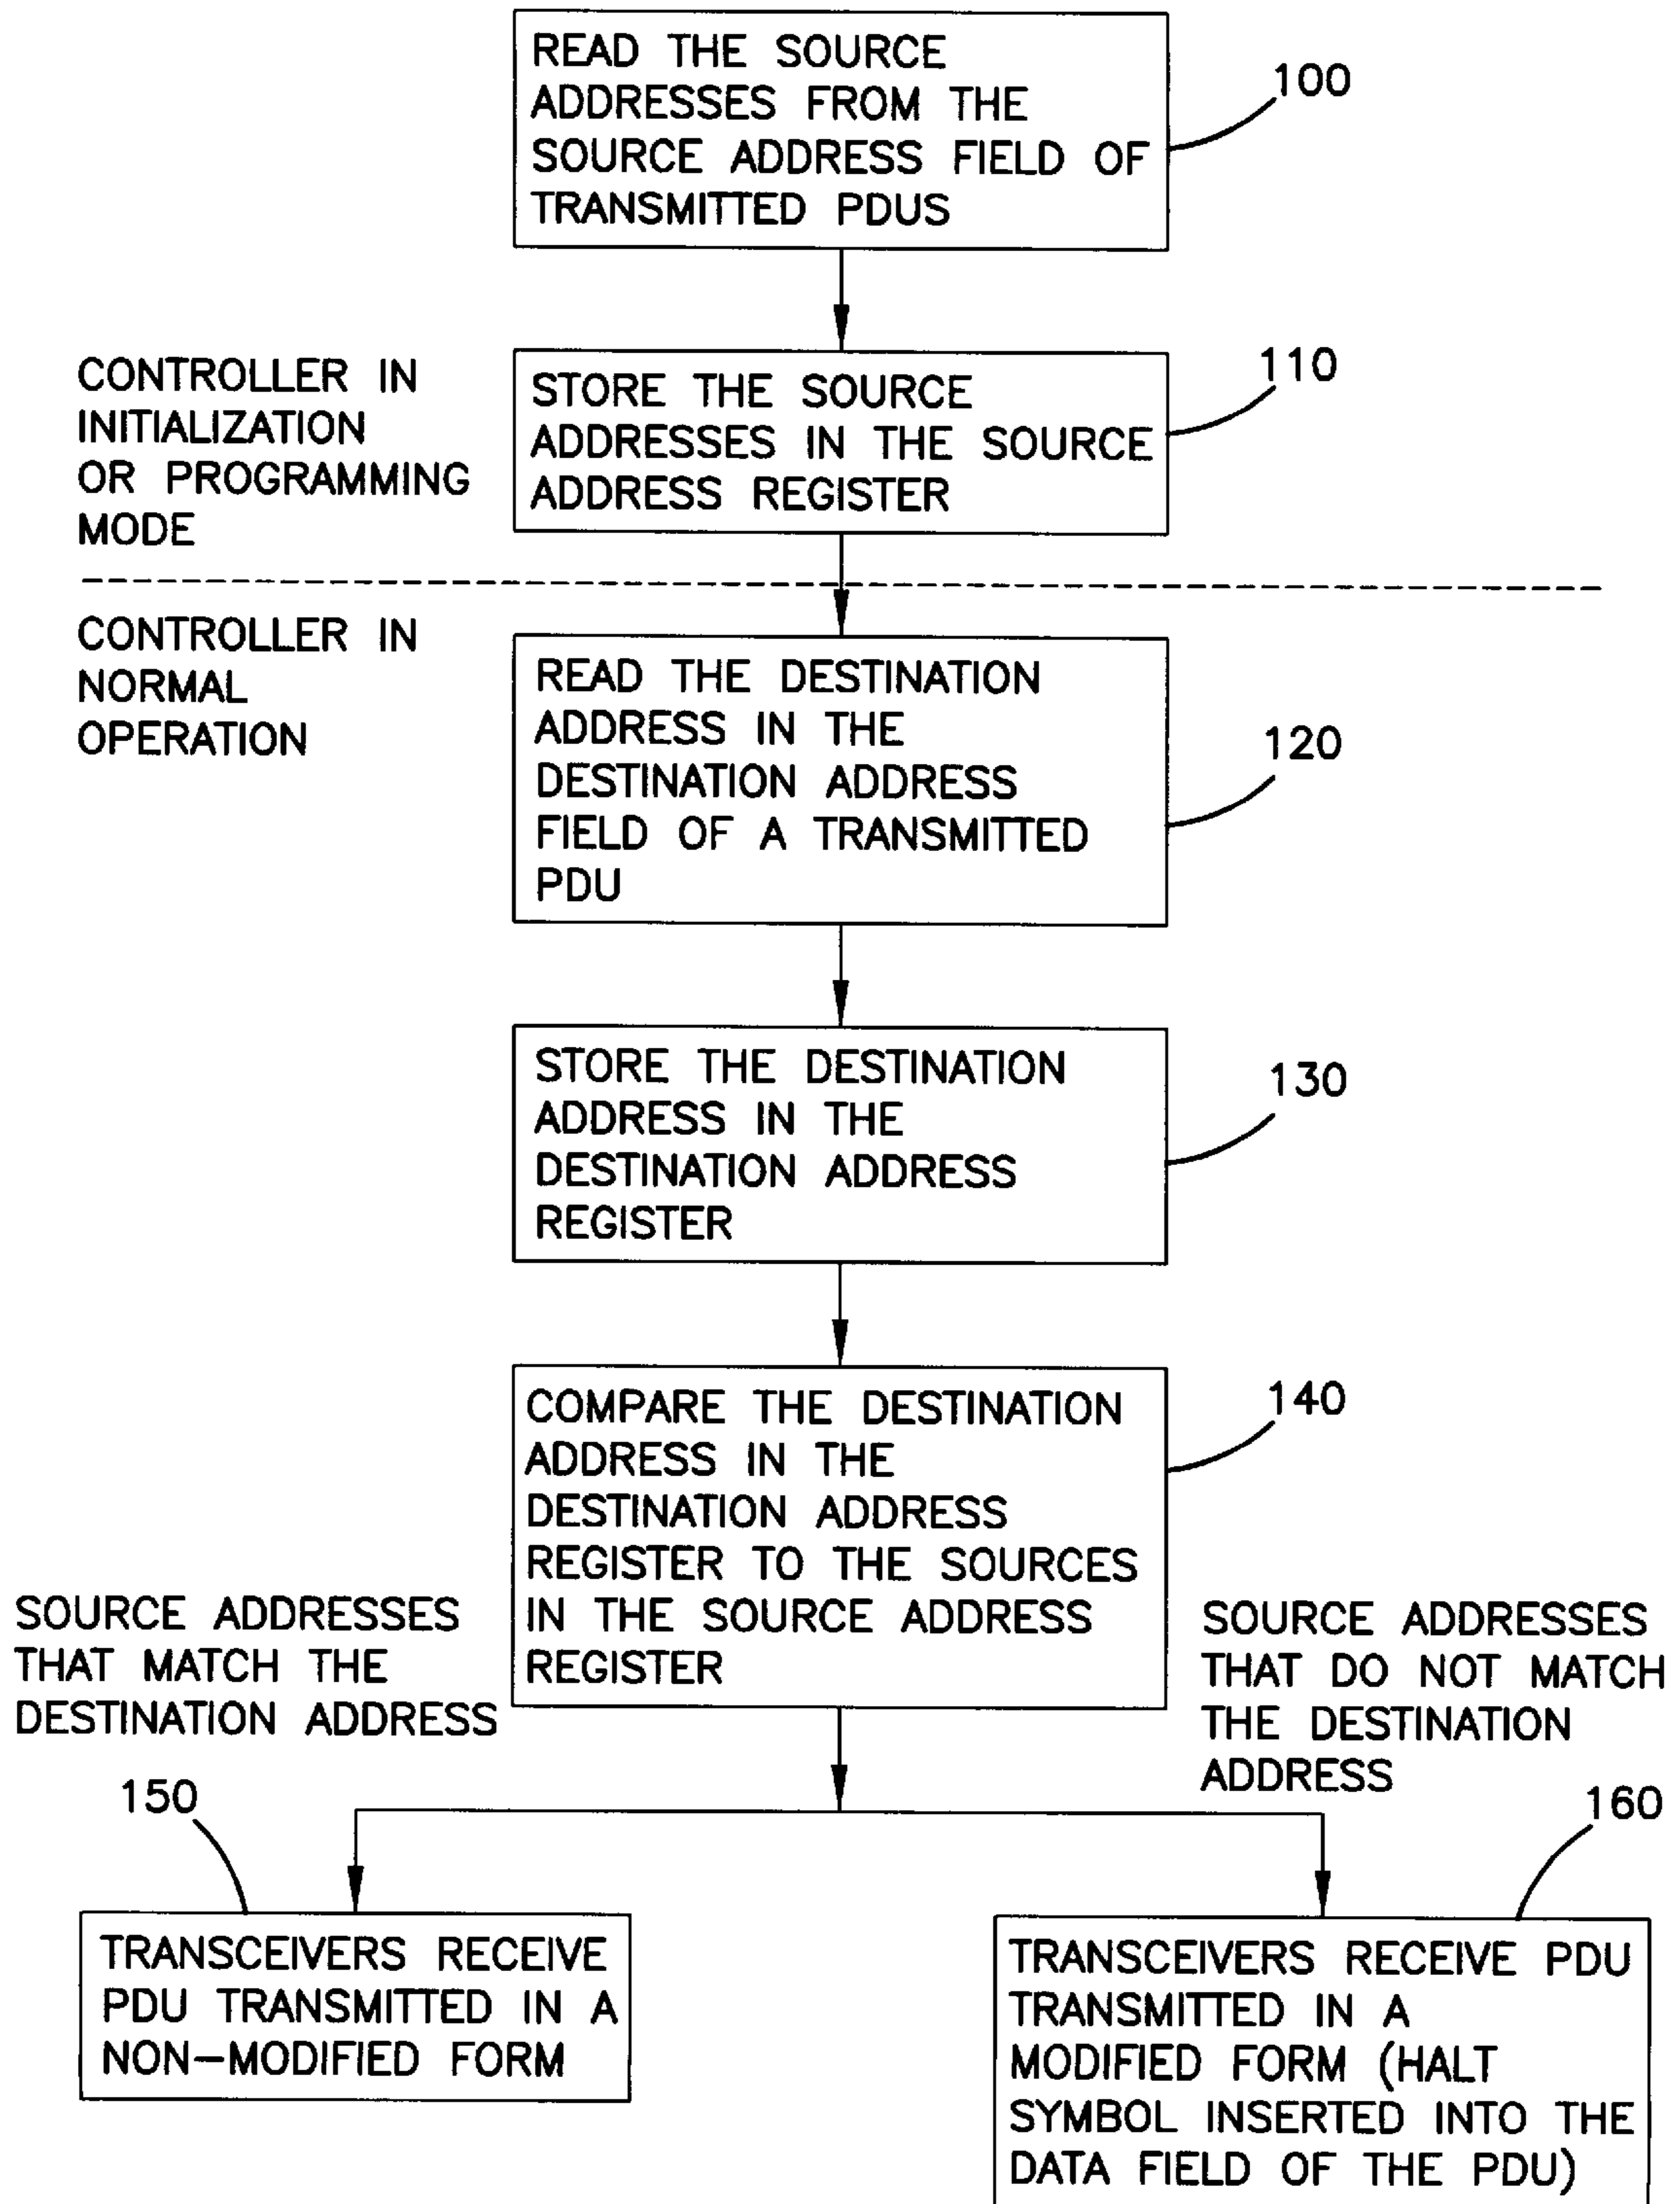 READ THE SOURCE
ADDRESSES FROM THE
SOURCE ADDRESS FIELD OF
TRANSMITTED PDUS
100
CONTROLLER IN
INITIALIZATION
OR PROGRAMMING
MODE
STORE THE SOURCE
ADDRESSES IN THE SOURCE
ADDRESS REGISTER
110
CONTROLLER IN
NORMAL
OPERATION
READ THE DESTINATION
ADDRESS IN THE
DESTINATION ADDRESS
FIELD OF A TRANSMITTED
PDU
120
STORE THE DESTINATION
ADDRESS IN THE
DESTINATION ADDRESS
REGISTER
130
COMPARE THE DESTINATION
ADDRESS IN THE
DESTINATION ADDRESS
REGISTER TO THE SOURCES
IN THE SOURCE ADDRESS
REGISTER
140
SOURCE ADDRESSES
THAT MATCH THE
DESTINATION ADDRESS
SOURCE ADDRESSES
THAT DO NOT MATCH
THE DESTINATION
ADDRESS
150
TRANSCEIVERS RECEIVE
PDU TRANSMITTED IN A
NON-MODIFIED FORM
160
TRANSCEIVERS RECEIVE PDU
TRANSMITTED IN A
MODIFIED FORM (HALT
SYMBOL INSERTED INTO THE
DATA FIELD OF THE PDU)